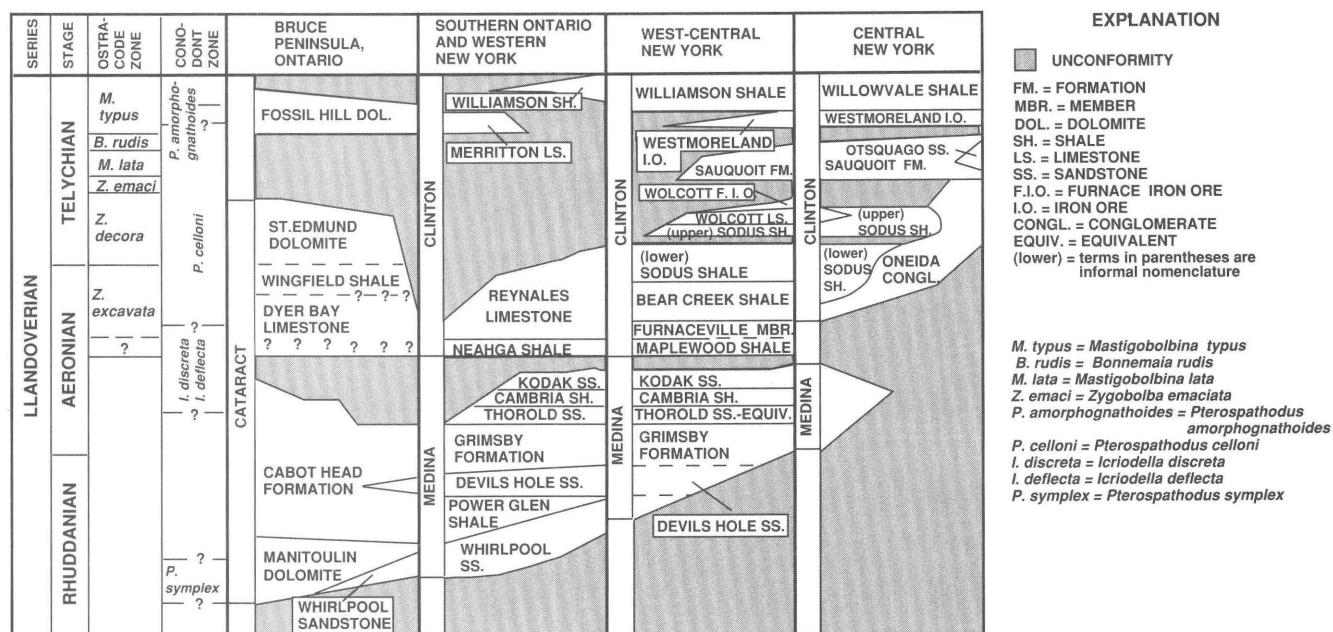 SERIES
STAGE
OSTRA-
CODE
ZONE
CONO-
DONT
ZONE
BRUCE
PENINSULA,
ONTARIO
SOUTHERN ONTARIO
AND WESTERN
NEW YORK
WEST-CENTRAL
NEW YORK
CENTRAL
NEW YORK
LLANDOVERIAN
TELYCHIAN
AERONIAN
RHUDDANIAN
M.
typus
B. rudis
M. lata
Z. emaci
Z.
decora
Z.
excavata
?
P. amorpho-
gnathoides
?
P. celloni
?
I. discreta
I. deflecta
?
?
P.
symplex
?
CATARACT
FOSSIL HILL DOL.
ST.EDMUND
DOLOMITE
WINGFIELD SHALE
? ? ?
DYER BAY
LIMESTONE
? ? ? ? ? ?
CABOT HEAD
FORMATION
MANITOULIN
DOLOMITE
WHIRLPOOL
SANDSTONE
CLINTON
MEDINA
WILLIAMSON SH.
MERRITTON LS.
REYNALES
LIMESTONE
NEAHGA SHALE
KODAK SS.
CAMBRIA SH.
THOROLD SS.
GRIMSBY
FORMATION
DEVILS HOLE SS.
POWER GLEN
SHALE
WHIRLPOOL
SS.
CLINTON
MEDINA
WILLIAMSON SHALE
WESTMORELAND
I.O.
SAUQUOIT FM.
WOLCOTT F. I. O
WOLCOTT LS.
(upper) SODUS SH.
(lower)
SODUS SHALE
BEAR CREEK SHALE
FURNACEVILLE MBR.
MAPLEWOOD SHALE
KODAK SS.
CAMBRIA SH.
THOROLD SS.-EQUIV.
GRIMSBY
FORMATION
DEVILS HOLE SS.
CLINTON
MEDINA
WILLOWVALE SHALE
WESTMORELAND I.O.
OTSQUAGO SS.
SAUQUOIT FM.
(upper)
SODUS SH.
(lower)
SODUS
SH.
ONEIDA
CONGL.
EXPLANATION
UNCONFORMITY
FM. = FORMATION
MBR. = MEMBER
DOL. = DOLOMITE
SH. = SHALE
LS. = LIMESTONE
SS. = SANDSTONE
F.I.O. = FURNACE IRON ORE
I.O. = IRON ORE
CONGL. = CONGLOMERATE
EQUIV. = EQUIVALENT
(lower) = terms in parentheses are
informal nomenclature
M. typus = Mastigobolbina typus
B. rudis = Bonnemaia rudis
M. lata = Mastigobolbina lata
Z. emaci = Zygobolba emaciata
P. amorphognathoides = Pterospathodus
amorphognathoides
P. celloni = Pterospathodus celloni
I. discreta = Icriodella discreta
I. deflecta = Icriodella deflecta
P. symplex = Pterospathodus symplex